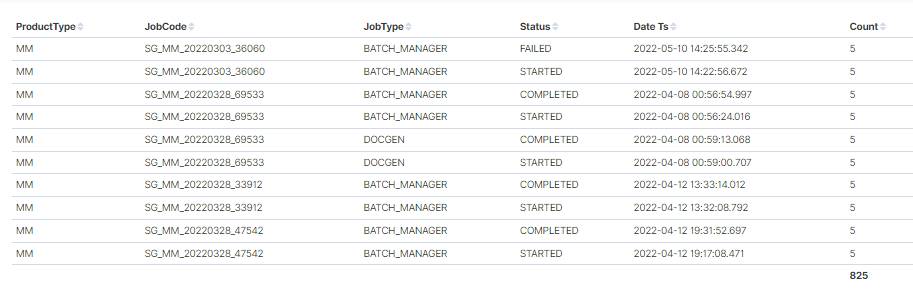 ProductType JobCode JobType Status Date Ts Count
MM SG_MM_20220303_36060 BATCH_MANAGER FAILED 2022-05-10 14:25:55.342 5
MM SG_MM_20220303_36060 BATCH_MANAGER STARTED 2022-05-10 14:22:56.672 5
MM SG_MM_20220328_69533 BATCH_MANAGER COMPLETED 2022-04-08 00:56:54.997 5
MM SG_MM_20220328_69533 BATCH_MANAGER STARTED 2022-04-08 00:56:24.016 5
MM SG_MM_20220328_69533 DOCGEN COMPLETED 2022-04-08 00:59:13.068 5
MM SG_MM_20220328_69533 DOCGEN STARTED 2022-04-08 00:59:00.707 5
MM SG_MM_20220328_33912 BATCH_MANAGER COMPLETED 2022-04-12 13:33:14.012 5
MM SG_MM_20220328_33912 BATCH_MANAGER STARTED 2022-04-12 13:32:08.792 5
MM SG_MM_20220328_47542 BATCH_MANAGER COMPLETED 2022-04-12 19:31:52.697 5
MM SG_MM_20220328_47542 BATCH_MANAGER STARTED 2022-04-12 19:17:08.471 5
825